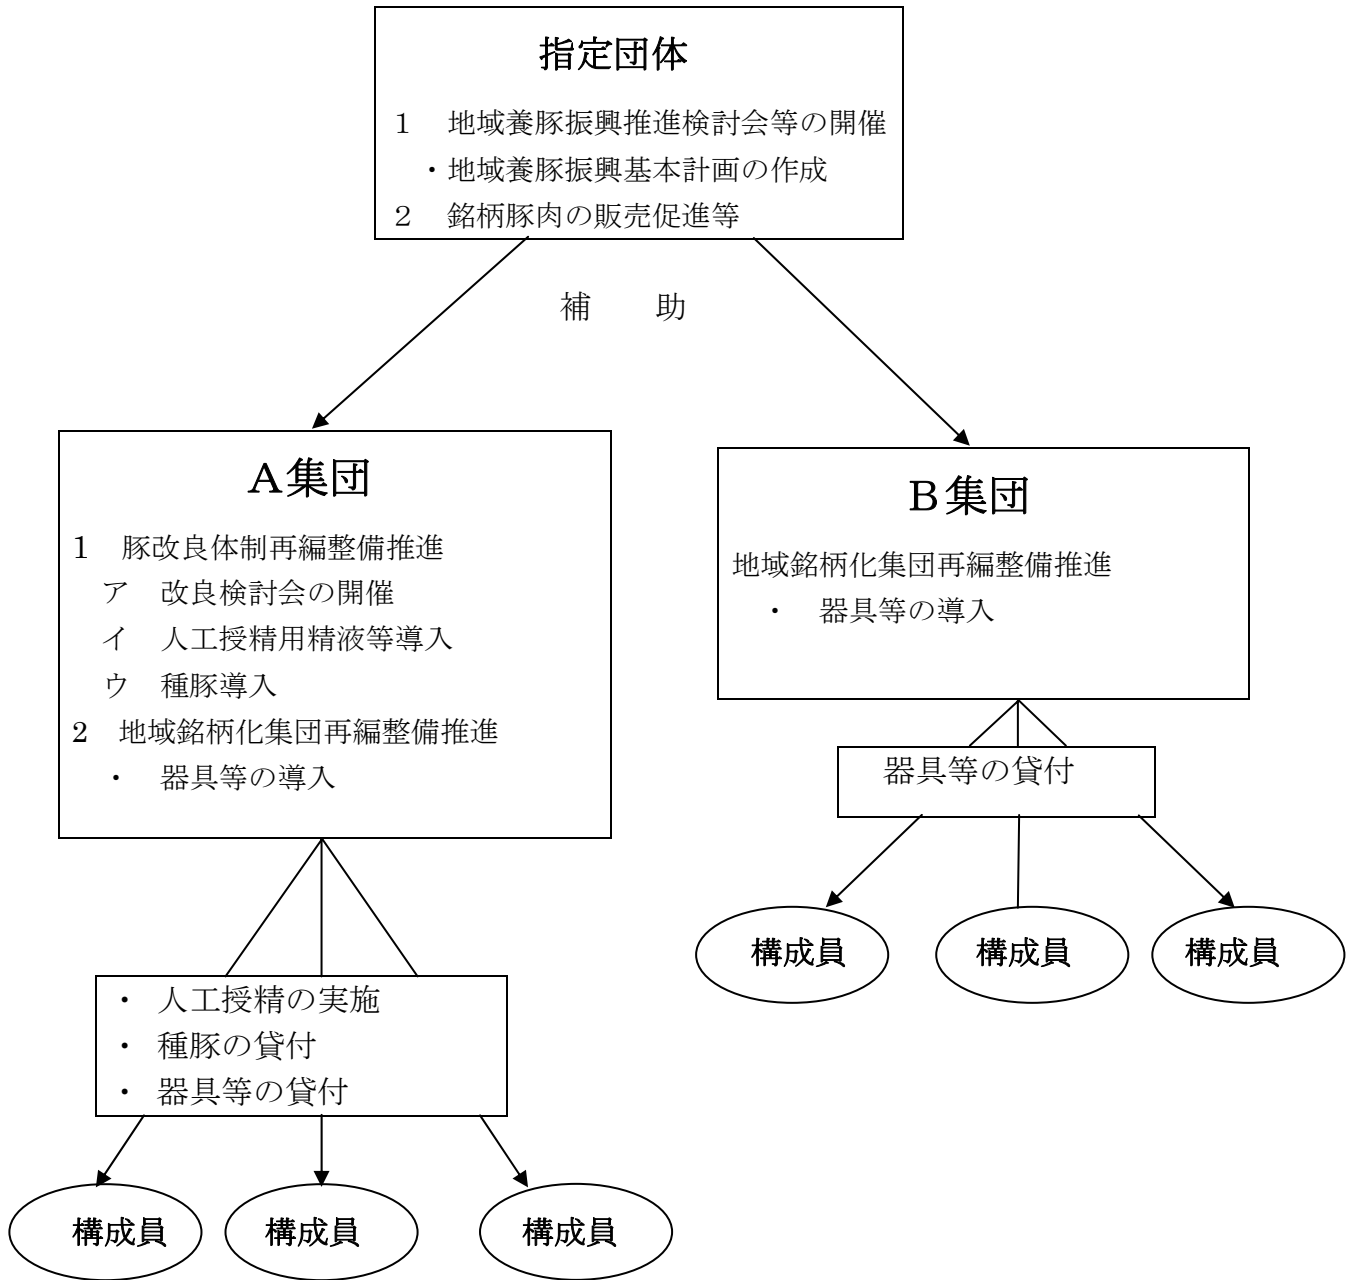 指定団体
１　地域養豚振興推進検討会等の開催
・地域養豚振興基本計画の作成
２　銘柄豚肉の販売促進等
補　　助
Ａ集団
１　豚改良体制再編整備推進
ア　改良検討会の開催
イ　人工授精用精液等導入
ウ　種豚導入
２　地域銘柄化集団再編整備推進
・　器具等の導入
・　人工授精の実施
・　種豚の貸付
・　器具等の貸付
構成員
構成員
構成員
Ｂ集団
地域銘柄化集団再編整備推進
・　器具等の導入
器具等の貸付
構成員
構成員
構成員